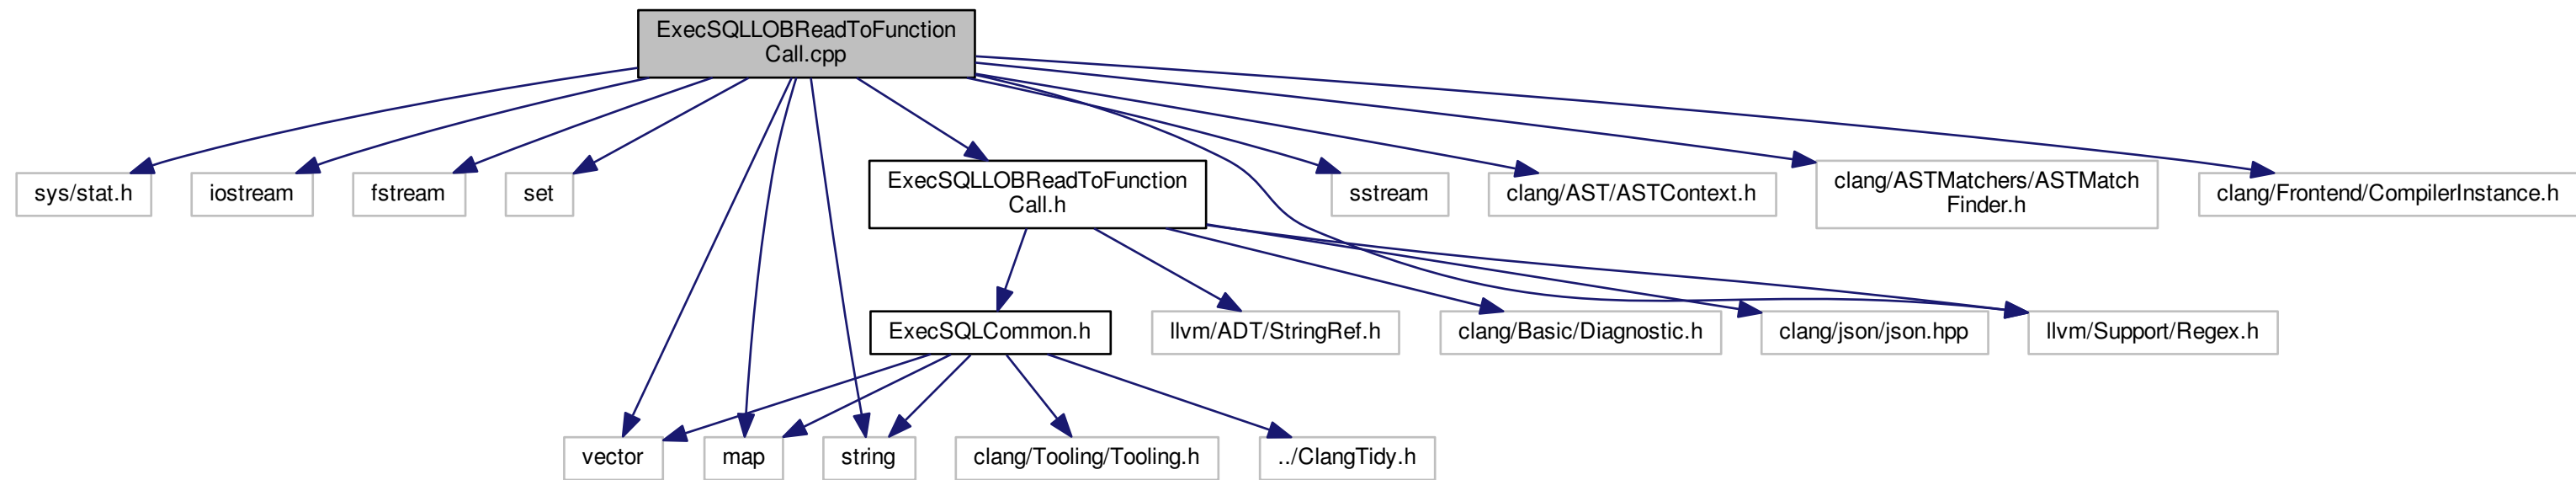 ExecSQLLOBReadToFunction
Call.cpp
sys/stat.h
iostream
fstream
set
ExecSQLLOBReadToFunction
Call.h
sstream
clang/AST/ASTContext.h
clang/ASTMatchers/ASTMatch
Finder.h
clang/Frontend/CompilerInstance.h
ExecSQLCommon.h
llvm/ADT/StringRef.h
clang/Basic/Diagnostic.h
clang/json/json.hpp
llvm/Support/Regex.h
vector
map
string
clang/Tooling/Tooling.h
../ClangTidy.h